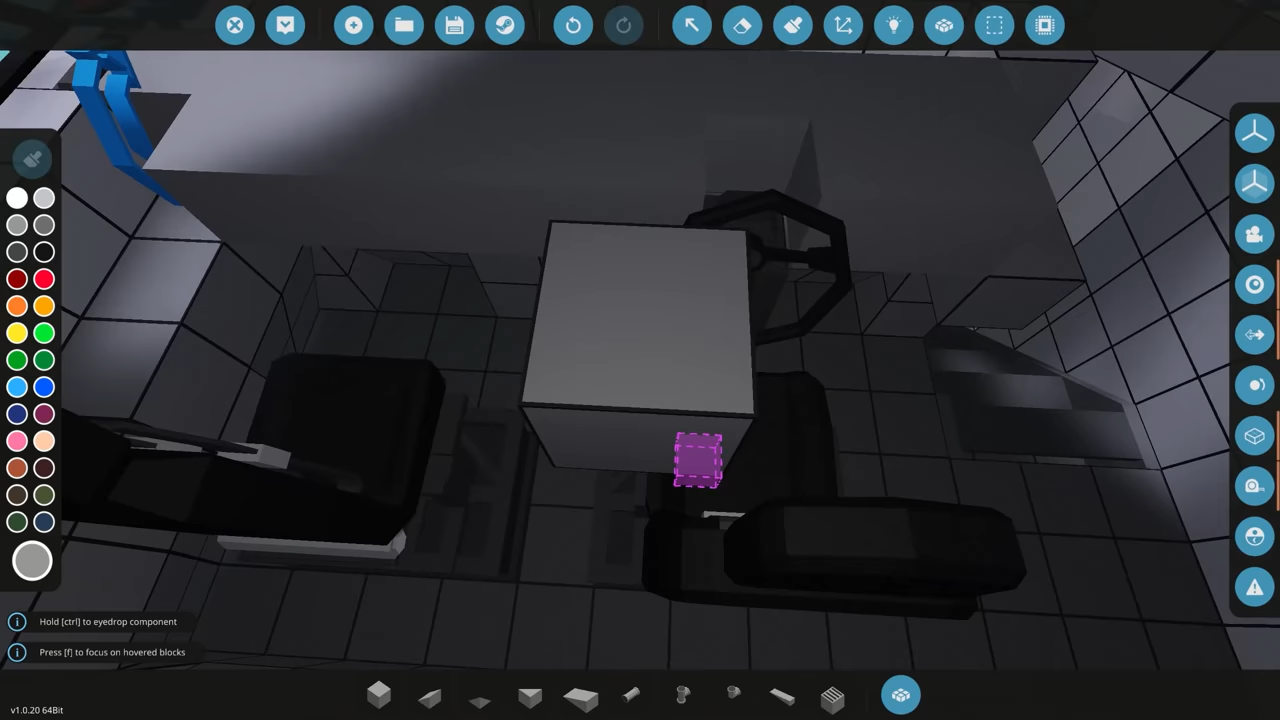 Hold [ctrl] to eyedrop component
Press [f] to focus on hovered blocks
v1.0.20 64Bit